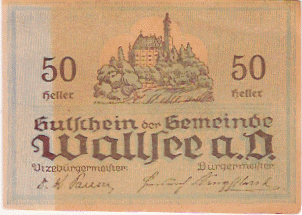 50 50
Heller Heller
Gutschein der Gemeinde
Wallsee a.D.
Vizebürgermeister. Bürgermeister.